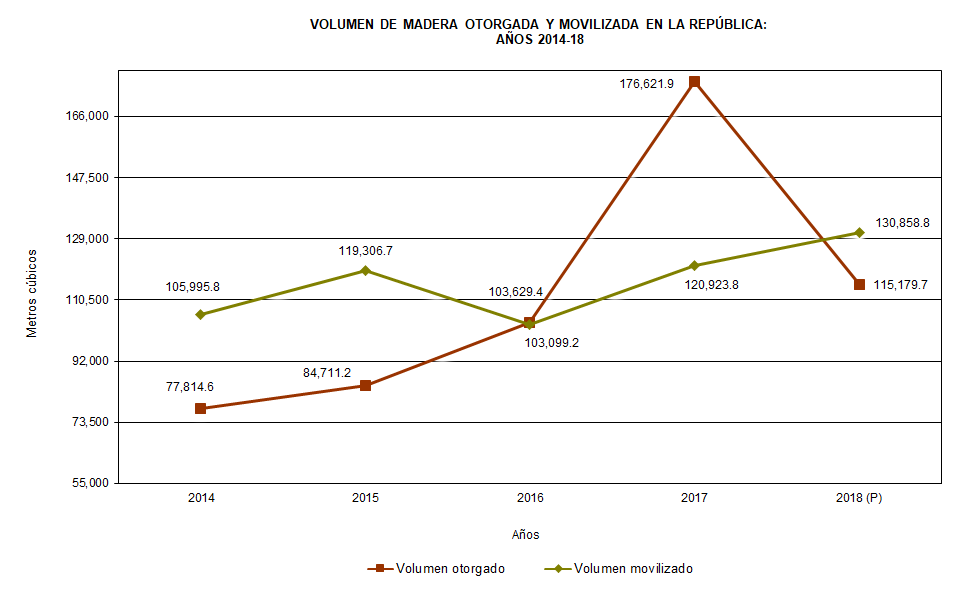 VOLUMEN DE MADERA OTORGADA Y MOVILIZADA EN LA REPÚBLICA:
AÑOS 2014-18
Metros cúbicos
166,000
147,500
129,000
110,500
92,000
73,500
55,000
176,621.9
130,858.8
119,306.7
105,995.8
103,629.4
120,923.8
115,179.7
103,099.2
84,711.2
77,814.6
2014 2015 2016 2017 2018 (P)
Años
Volumen otorgado Volumen movilizado